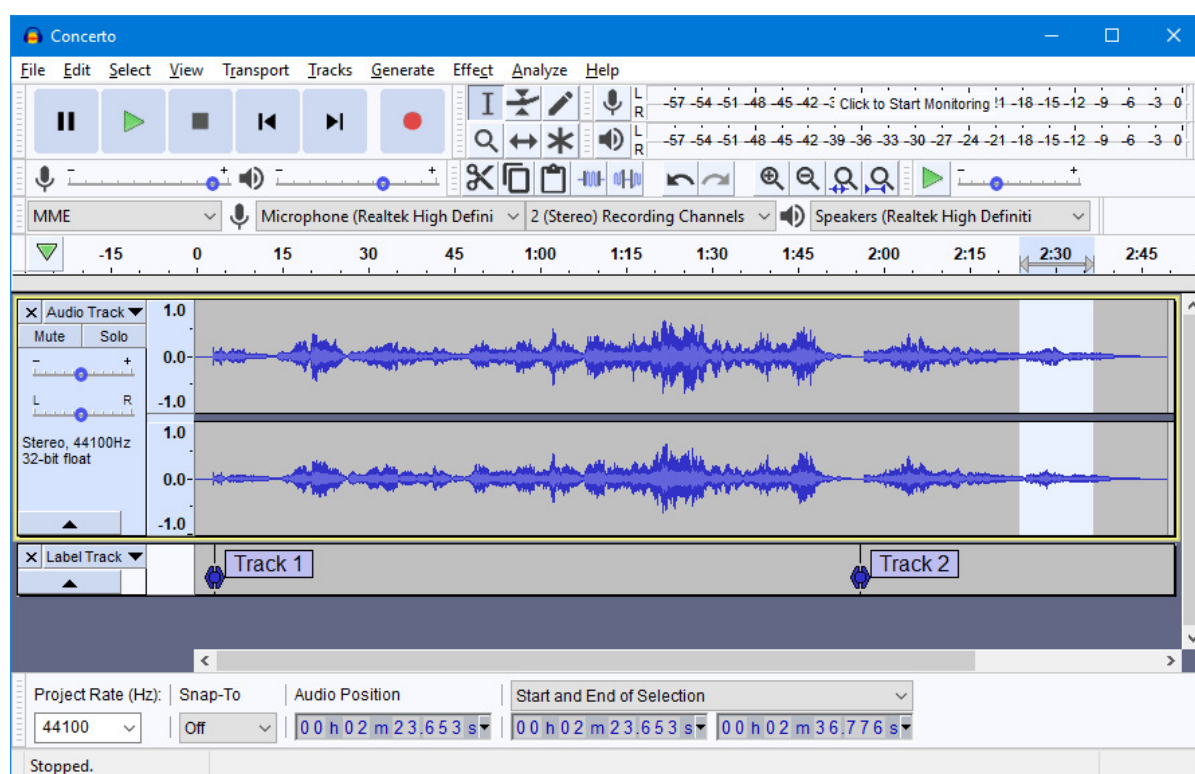 Concerto
File Edit Select View Transport Tracks Generate Effect Analyze Help
L -57 -54 -51 -48 -45 -42 Click to Start Monitoring -18 -15 -12 -9 -6 -3 0
R
L -57 -54 -51 -48 -45 -42 -39 -36 -33 -30 -27 -24 -21 -18 -15 -12 -9 -6 -3 0
R
- + - + - +
MME Microphone (Realtek High Defini 2 (Stereo) Recording Channels Speakers (Realtek High Definiti
-15 0 15 30 45 1:00 1:15 1:30 1:45 2:00 2:15 2:30 2:45
X Audio Track 1.0
Mute Solo
- + 0.0
L R -1.0
Stereo, 44100Hz 1.0
32-bit float
0.0
-1.0
X Label Track
Track 1 Track 2
Project Rate (Hz): Snap-To Audio Position Start and End of Selection
44100 Off 00 h 02 m 23.653 s 00 h 02 m 23.653 s 00 h 02 m 36.776 s
Stopped.